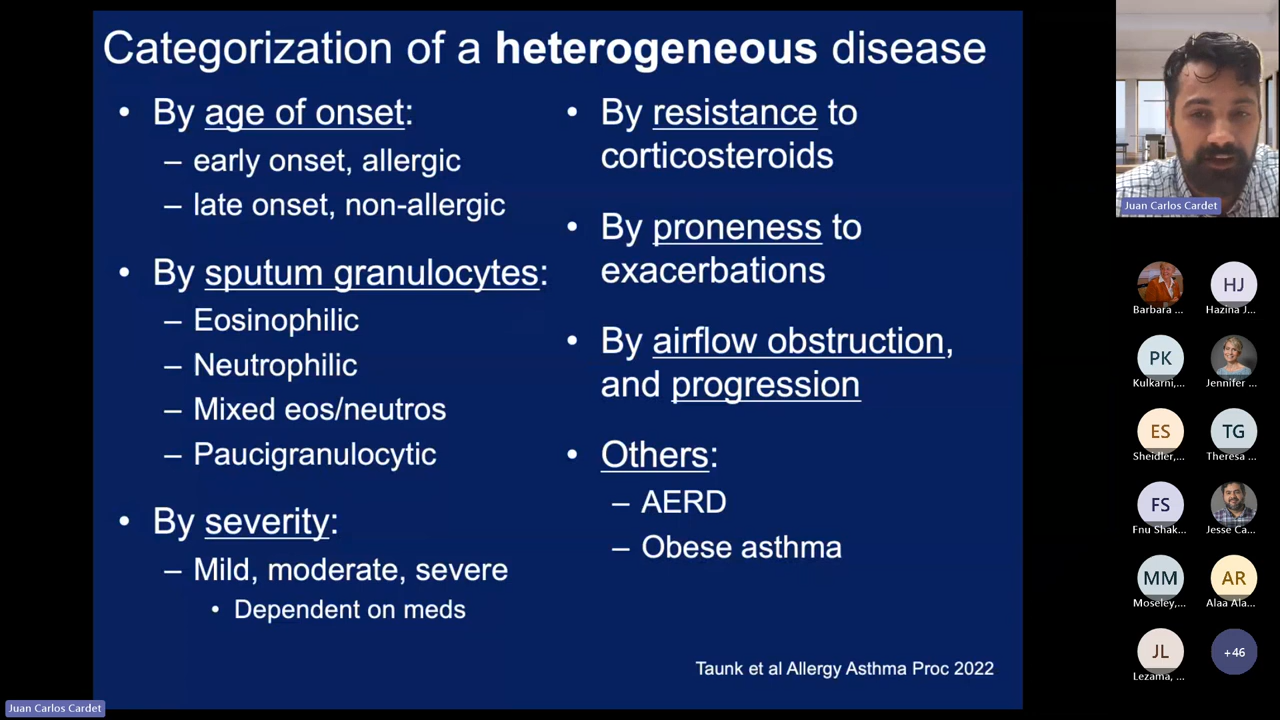 Categorization of a heterogeneous disease
• By age of onset:
– early onset, allergic
– late onset, non-allergic
• By sputum granulocytes:
– Eosinophilic
– Neutrophilic
– Mixed eos/neutros
– Paucigranulocytic
• By severity:
– Mild, moderate, severe
• Dependent on meds
• By resistance to
corticosteroids
• By proneness to
exacerbations
• By airflow obstruction,
and progression
• Others:
– AERD
– Obese asthma
Taunk et al Allergy Asthma Proc 2022
Juan Carlos Cardet
Juan Carlos Cardet
Barbara ...
HJ
Hazina J...
PK
Kulkarni,...
Jennifer ...
ES
Sheidler,...
TG
Theresa ...
FS
Fnu Shak...
Jesse Ca...
MM
Moseley,...
AR
Alaa Ala...
JL
Lezama, ...
+46